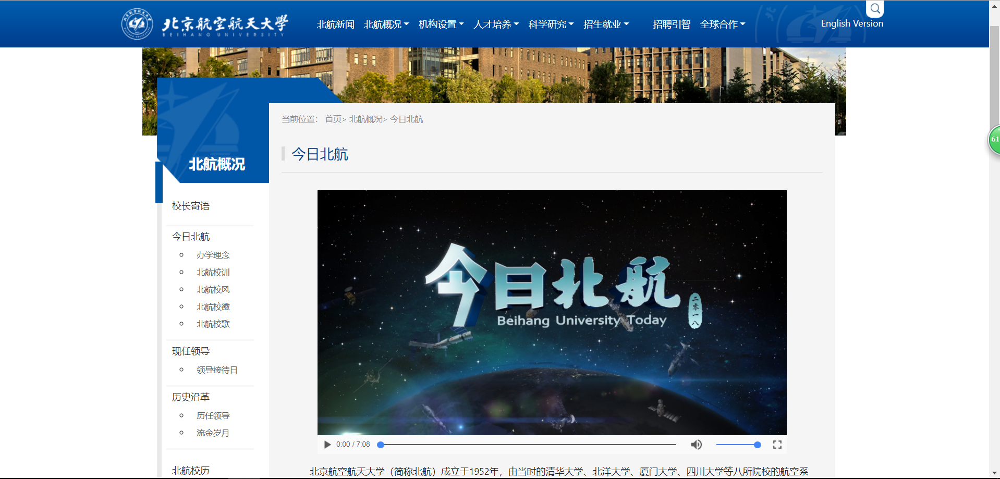 北京航空航天大學
BEIHANG UNIVERSITY
北航新闻 北航概况 机构设置 人才培养 科学研究 招生就业 招聘引智 全球合作
English Version
当前位置： 首页> 北航概况> 今日北航
今日北航
北航概况
校长寄语
今日北航
办学理念
北航校训
北航校风
北航校徽
北航校歌
现任领导
领导接待日
历史沿革
历任领导
流金岁月
北航校历
今日北航
二零一八
Beihang University Today
0:00 / 7:08
北京航空航天大学（简称北航）成立于1952年，由当时的清华大学、北洋大学、厦门大学、四川大学等八所院校的航空系
61